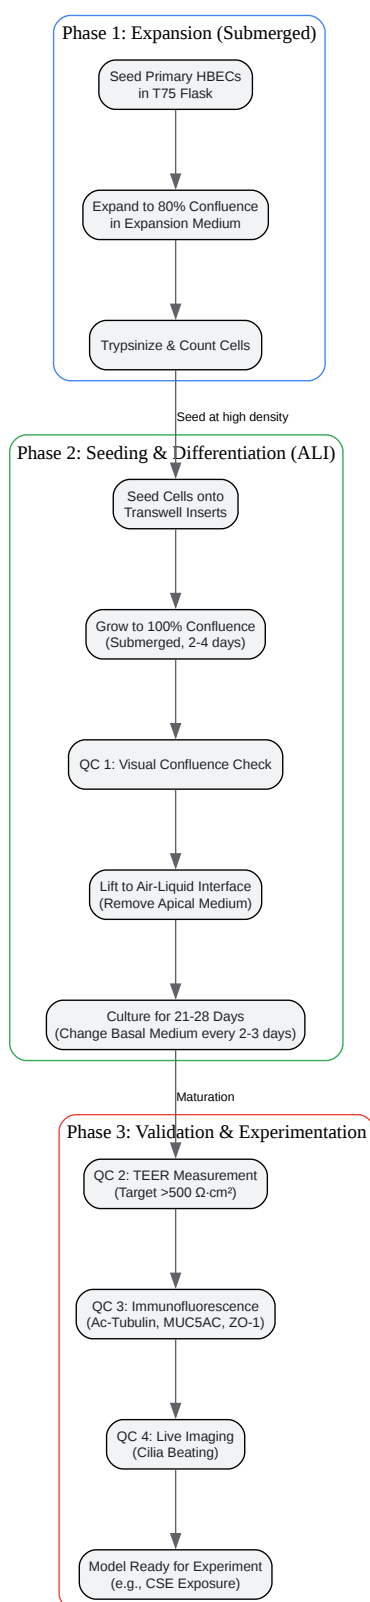 Phase 1: Expansion (Submerged)
Seed Primary HBECs
in T75 Flask
Expand to 80% Confluence
in Expansion Medium
Trypsinize & Count Cells
Seed at high density
Phase 2: Seeding & Differentiation (ALI)
Seed Cells onto
Transwell Inserts
Grow to 100% Confluence
(Submerged, 2-4 days)
QC 1: Visual Confluence Check
Lift to Air-Liquid Interface
(Remove Apical Medium)
Culture for 21-28 Days
(Change Basal Medium every 2-3 days)
Maturation
Phase 3: Validation & Experimentation
QC 2: TEER Measurement
(Target >500 Ω·cm²)
QC 3: Immunofluorescence
(Ac-Tubulin, MUC5AC, ZO-1)
QC 4: Live Imaging
(Cilia Beating)
Model Ready for Experiment
(e.g., CSE Exposure)